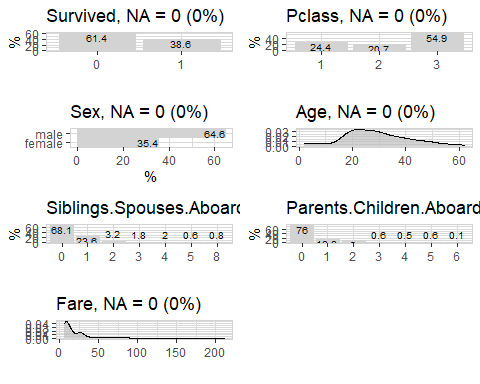 Survived, NA = 0 (0%)
%
60
40
20
0
61.4
38.6
0 1
Pclass, NA = 0 (0%)
%
40
20
0
24.4
20.7
54.9
1 2 3
Sex, NA = 0 (0%)
male
female
64.6
35.4
0 20 40 60
%
Age, NA = 0 (0%)
0.03
0.02
0.01
0.00
20 40 60
Siblings.Spouses.Aboard
%
60
40
20
0
68.1
23.6
3.2 1.8 2 0.6 0.8
0 1 2 3 4 5 8
Parents.Children.Aboard
%
60
40
20
0
76
0.6 0.5 0.6 0.1
0 1 2 3 4 5 6
Fare, NA = 0 (0%)
0.04
0.00
0 50 100 150 200